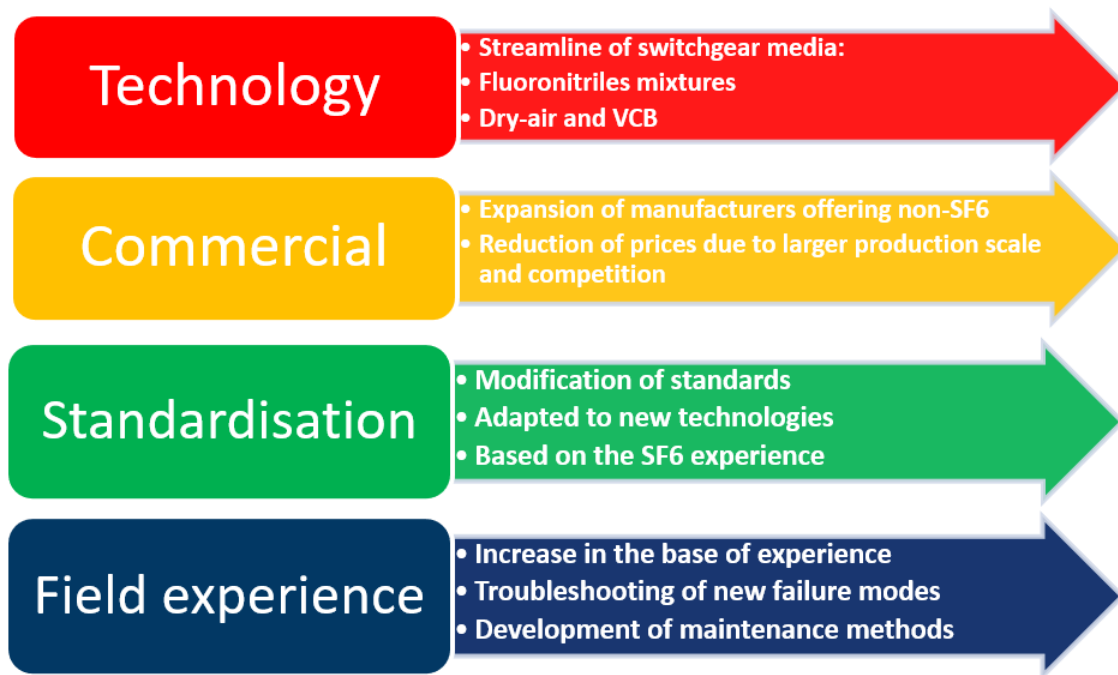 Technology
• Streamline of switchgear media:
• Fluoronitriles mixtures
• Dry-air and VCB
Commercial
• Expansion of manufacturers offering non-SF6
• Reduction of prices due to larger production scale
and competition
Standardisation
• Modification of standards
• Adapted to new technologies
• Based on the SF6 experience
Field experience
• Increase in the base of experience
• Troubleshooting of new failure modes
• Development of maintenance methods